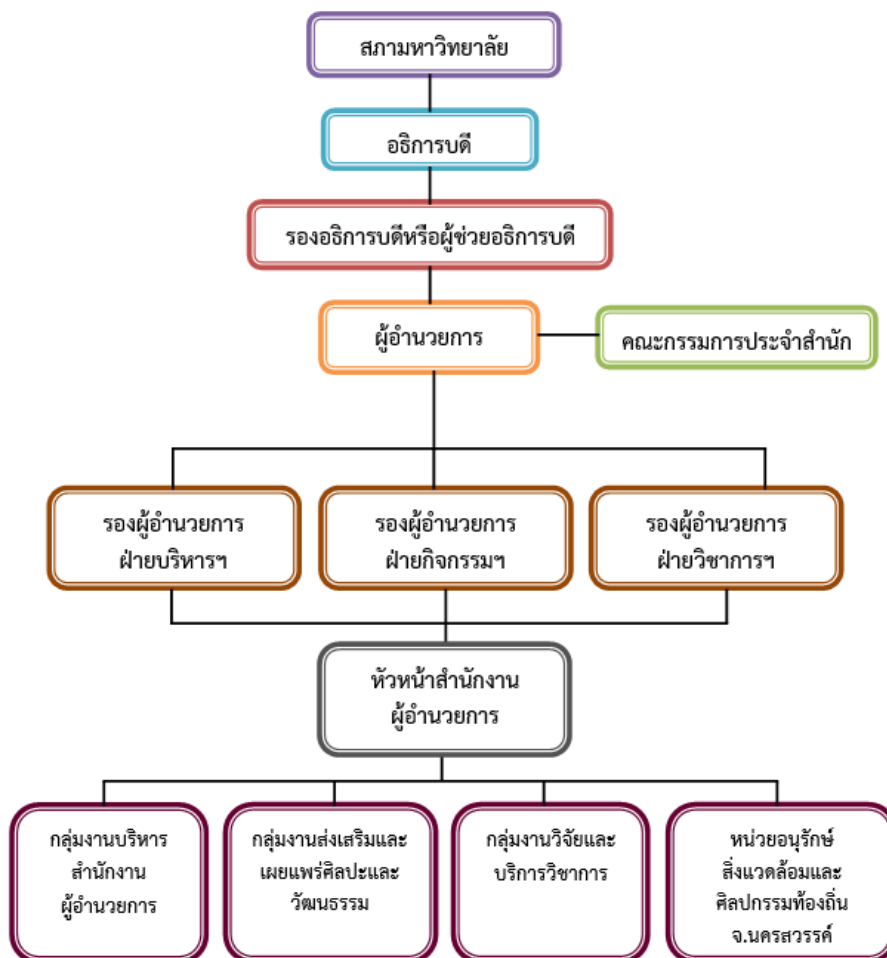 สภามหาวิทยาลัย
อธิการบดี
รองอธิการบดีหรือผู้ช่วยอธิการบดี
ผู้อำนวยการ
คณะกรรมการประจำสำนัก
รองผู้อำนวยการ
ฝ่ายบริหารฯ
รองผู้อำนวยการ
ฝ่ายกิจกรรมฯ
รองผู้อำนวยการ
ฝ่ายวิชาการฯ
หัวหน้าสำนักงาน
ผู้อำนวยการ
กลุ่มงานบริหาร
สำนักงาน
ผู้อำนวยการ
กลุ่มงานส่งเสริมและ
เผยแพร่ศิลปะและ
วัฒนธรรม
กลุ่มงานวิจัยและ
บริการวิชาการ
หน่วยอนุรักษ์
สิ่งแวดล้อมและ
ศิลปกรรมท้องถิ่น
จ.นครสวรรค์